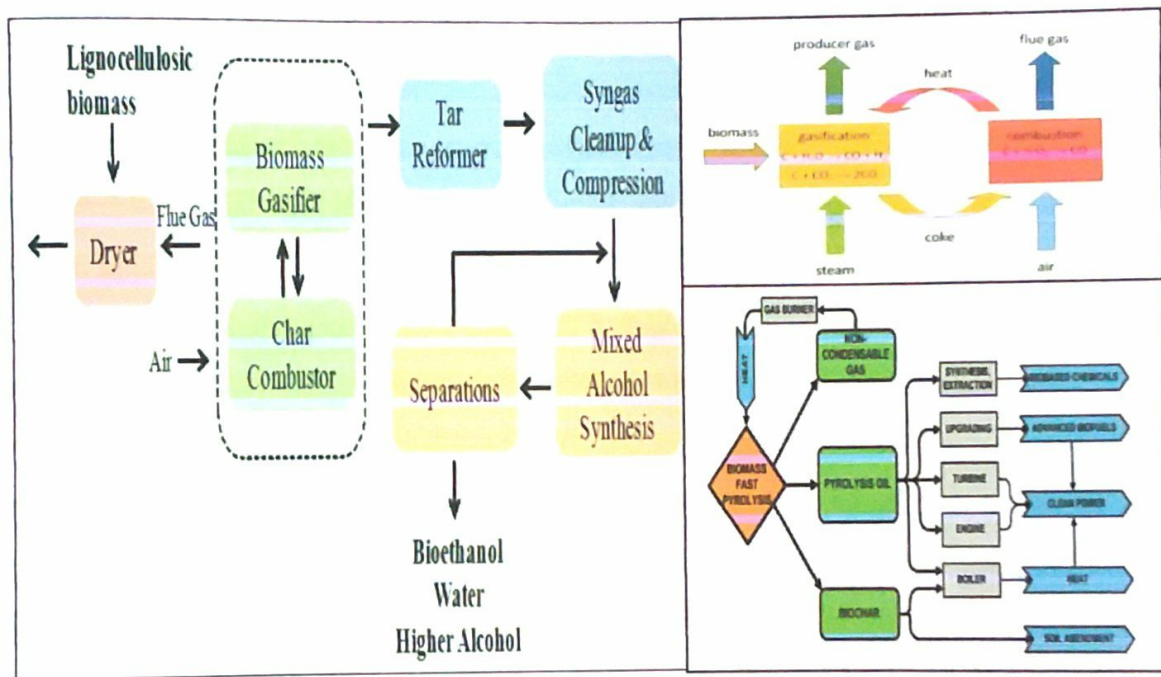 Lignocellulosic
biomass
Dryer
Flue Gas
Air
Biomass
Gasifier
Char
Combustor
Tar
Reformer
Syngas
Cleanup &
Compression
Mixed
Alcohol
Synthesis
Separations
Bioethanol
Water
Higher Alcohol
producer gas
flue gas
heat
biomass
gasification
combustion
coke
steam
air
GAS BURNER
HEAT
NON-
CONDENSABLE
GAS
BIOMASS
FAST
PYROLYSIS
PYROLYSIS OIL
BIOCHAR
SYNTHESIS,
EXTRACTION
UPGRADING
TURBINE
ENGINE
BOILER
BIOBASED CHEMICALS
ADVANCED BIOFUELS
CLEAN POWER
HEAT
SOIL AMENDMENT